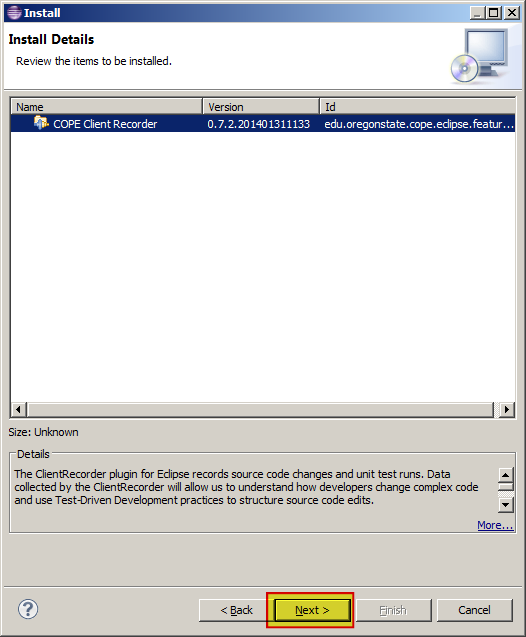 Install
Install Details
Review the items to be installed.
Name Version Id
COPE Client Recorder 0.7.2.201401311133 edu.oregonstate.cope.eclipse.featur...
Size: Unknown
Details
The ClientRecorder plugin for Eclipse records source code changes and unit test runs. Data
collected by the ClientRecorder will allow us to understand how developers change complex code
and use Test-Driven Development practices to structure source code edits.
More...
? < Back Next > Finish Cancel